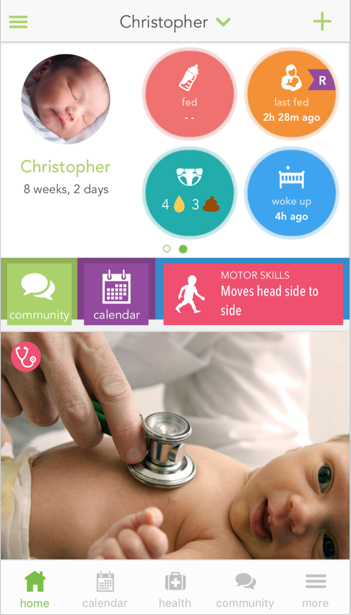 Christopher
fed
- -
last fed
R
2h 28m ago
Christopher
8 weeks, 2 days
4 3
woke up
4h ago
community
calendar
MOTOR SKILLS
Moves head side to
side
home
calendar
health
community
more